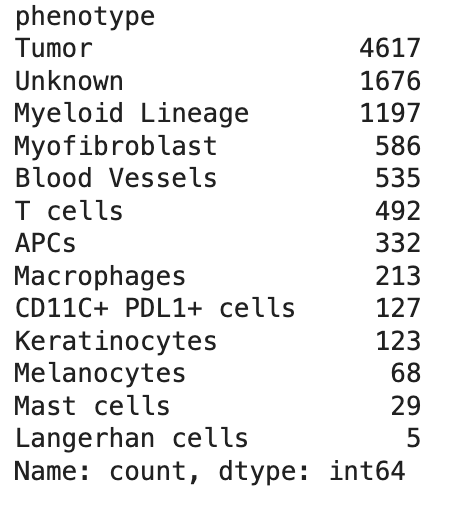 phenotype
Tumor 4617
Unknown 1676
Myeloid Lineage 1197
Myofibroblast 586
Blood Vessels 535
T cells 492
APCs 332
Macrophages 213
CD11C+ PDL1+ cells 127
Keratinocytes 123
Melanocytes 68
Mast cells 29
Langerhan cells 5
Name: count, dtype: int64